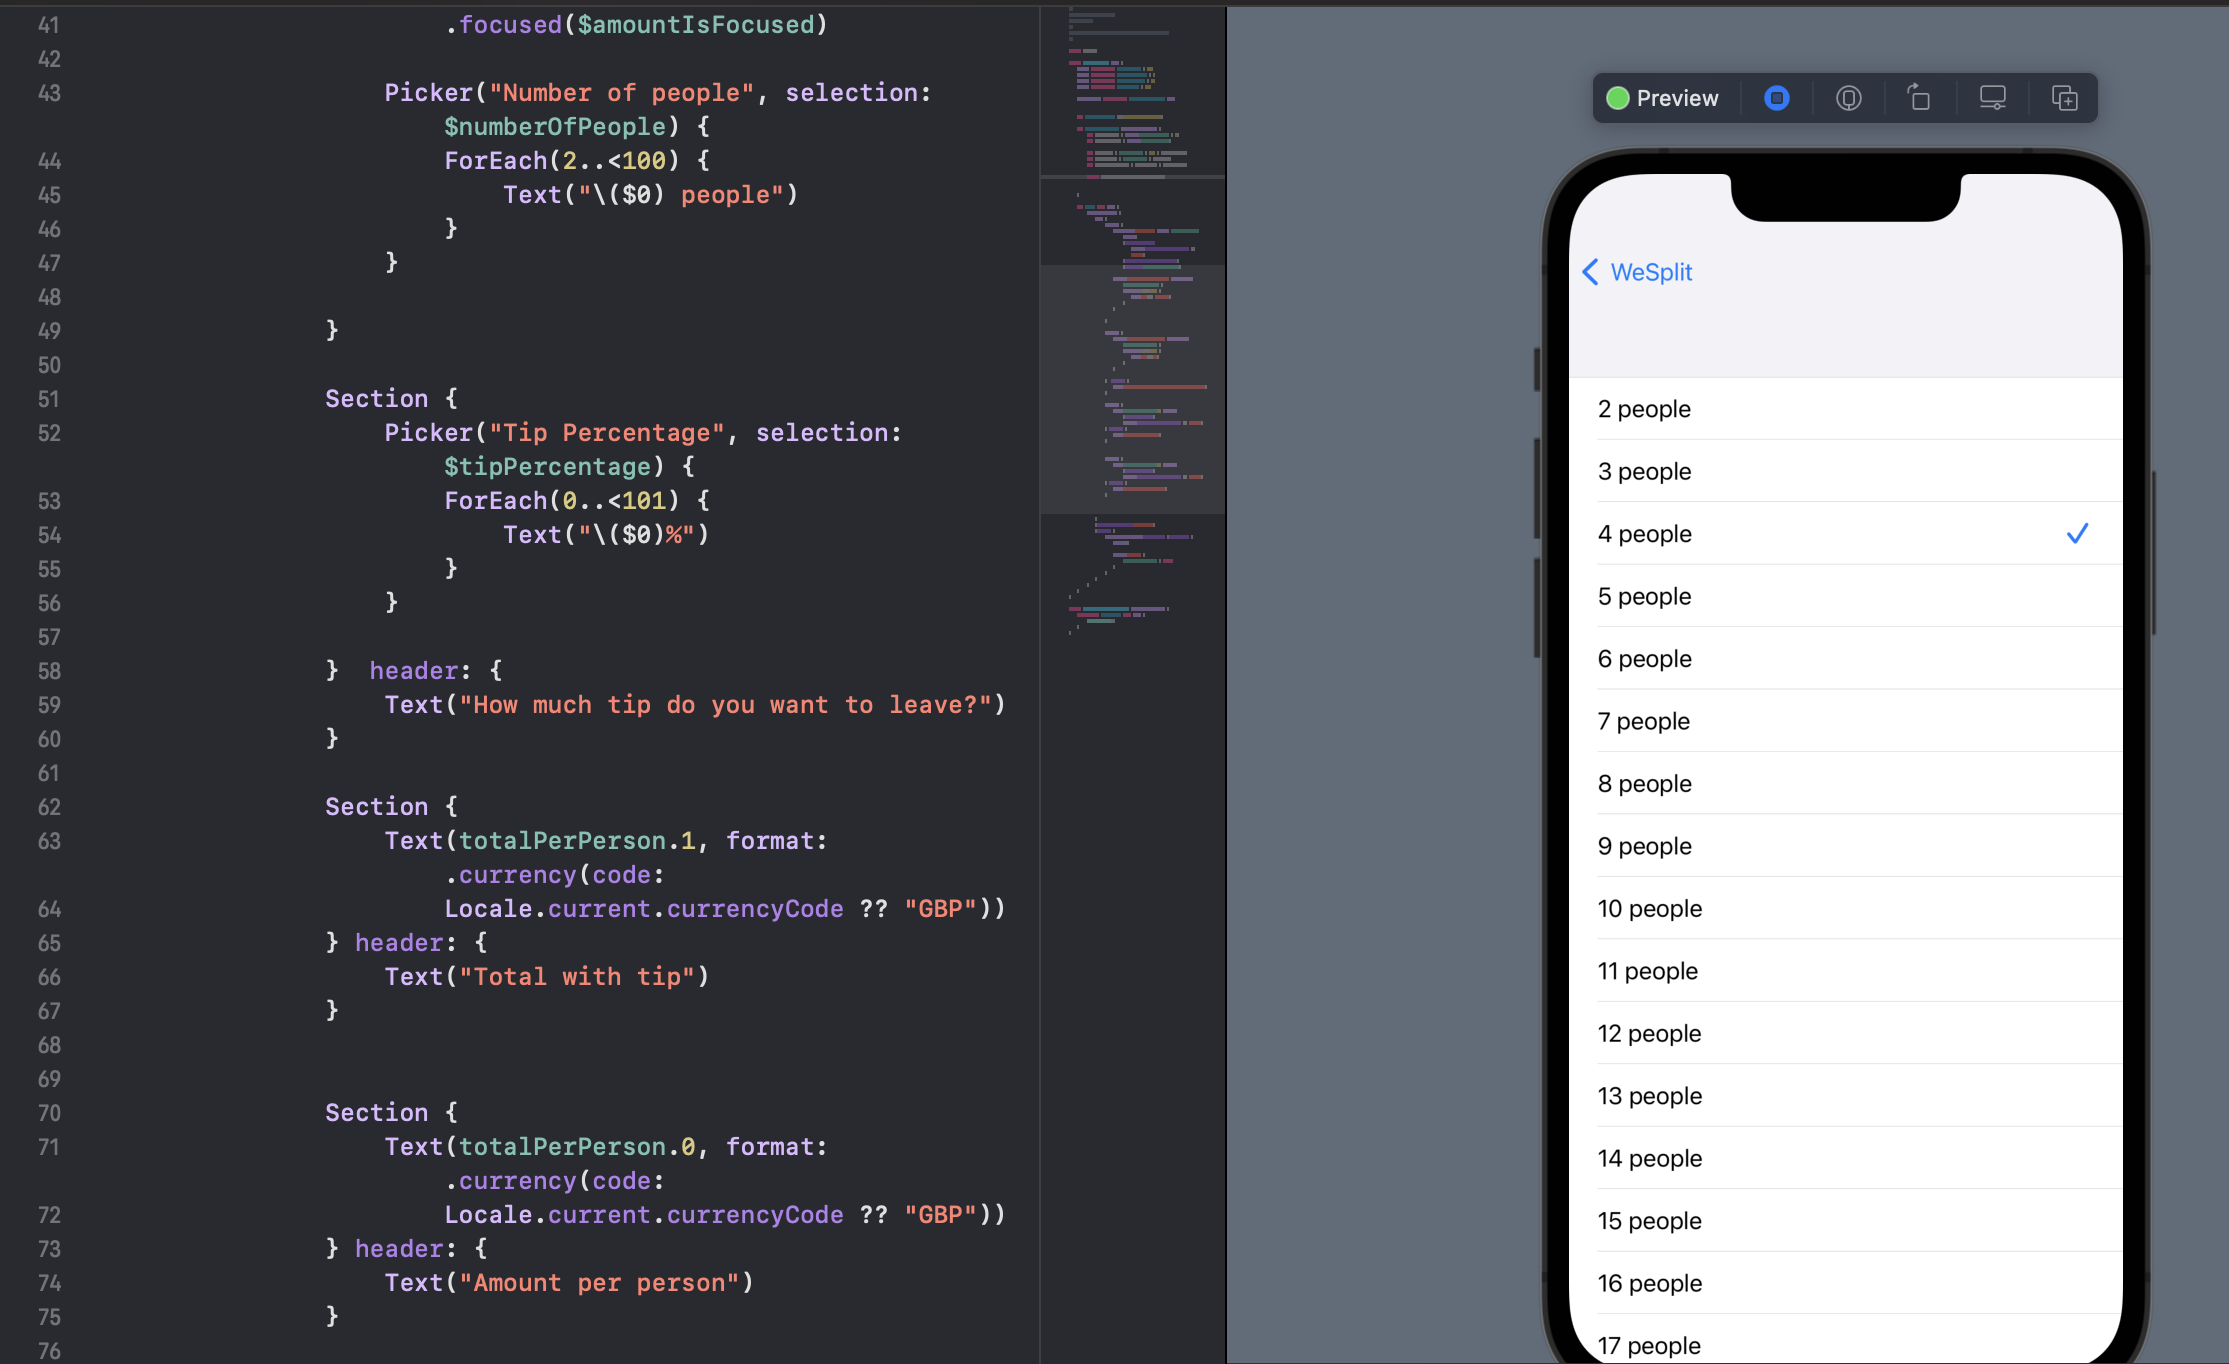 41 .focused($amountIsFocused)
42
43 Picker("Number of people", selection:
$numberOfPeople) {
44 ForEach(2..<100) {
45 Text("\($0) people")
46 }
47 }
48
49 }
50
51 Section {
52 Picker("Tip Percentage", selection:
$tipPercentage) {
53 ForEach(0..<101) {
54 Text("\($0)%")
55 }
56 }
57
58 }  header: {
59 Text("How much tip do you want to leave?")
60 }
61
62 Section {
63 Text(totalPerPerson.1, format:
.currency(code:
64 Locale.current.currencyCode ?? "GBP"))
65 } header: {
66 Text("Total with tip")
67 }
68
69
70 Section {
71 Text(totalPerPerson.0, format:
.currency(code:
72 Locale.current.currencyCode ?? "GBP"))
73 } header: {
74 Text("Amount per person")
75 }
76
Preview
WeSplit
2 people
3 people
4 people
5 people
6 people
7 people
8 people
9 people
10 people
11 people
12 people
13 people
14 people
15 people
16 people
17 people